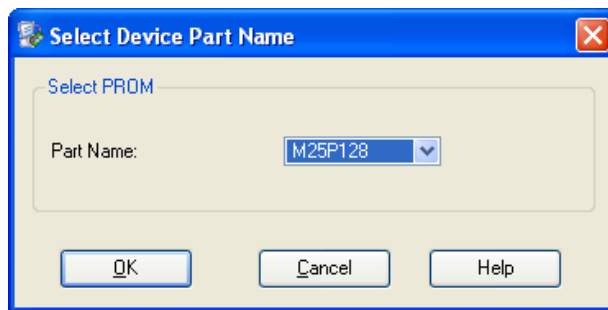 Select Device Part Name
Select PROM
Part Name: M25P128
OK Cancel Help